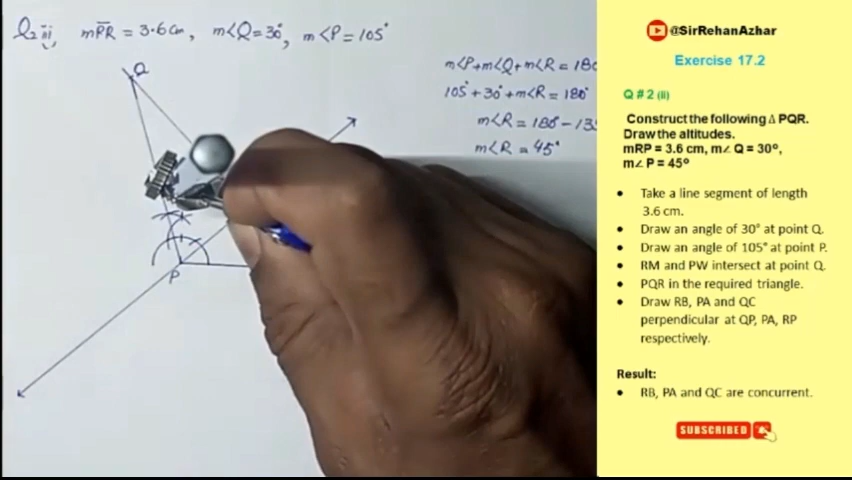 Q2 iii, mPR = 3.6 cm, m<Q = 30°, m<P = 105°
m<P+m<Q+m<R = 180
105° + 30° + m<R = 180°
m<R = 180° - 135
m<R = 45°
Q
P
@SirRehanAzhar
Exercise 17.2
Q # 2 (ii)
Construct the following Δ PQR.
Draw the altitudes.
mRP = 3.6 cm, m∠ Q = 30°,
m∠ P = 45°
• Take a line segment of length
3.6 cm.
• Draw an angle of 30° at point Q.
• Draw an angle of 105° at point P.
• RM and PW intersect at point Q.
• PQR in the required triangle.
• Draw RB, PA and QC
perpendicular at QP, PA, RP
respectively.
Result:
• RB, PA and QC are concurrent.
SUBSCRIBED